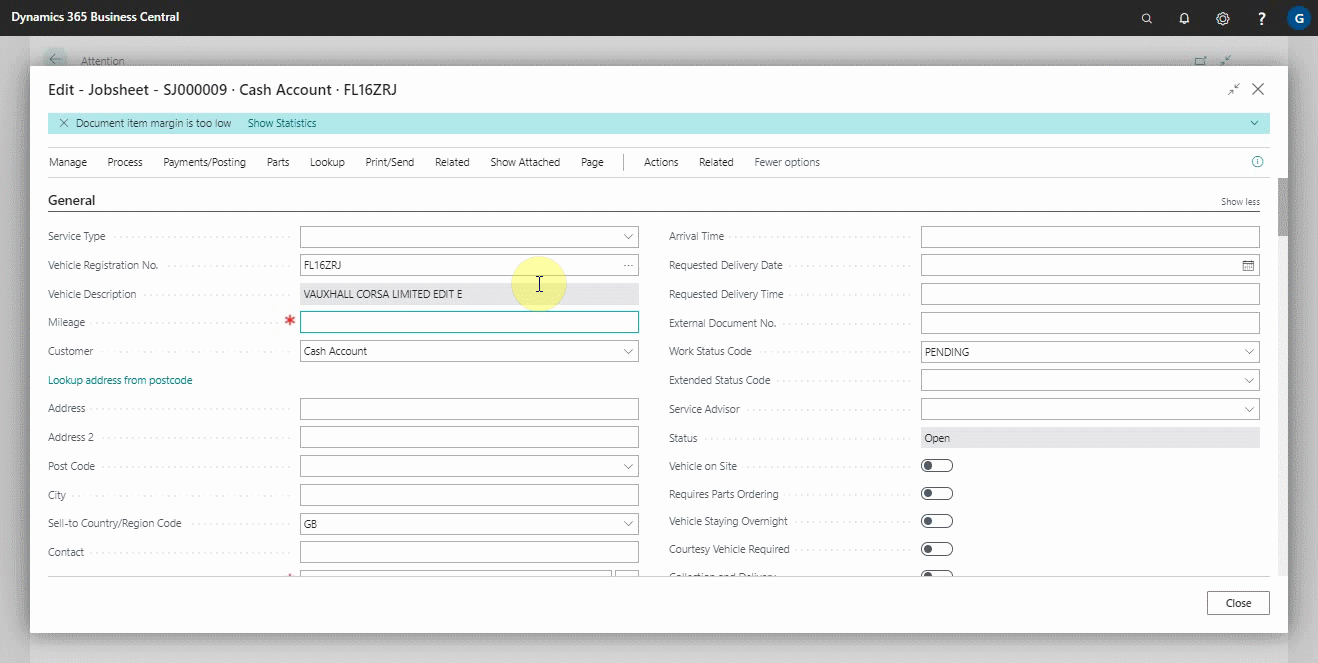 Dynamics 365 Business Central
? G
Attention
Edit - Jobsheet - SJ000009 · Cash Account · FL16ZRJ
Document item margin is too low Show Statistics
Manage Process Payments/Posting Parts Lookup Print/Send Related Show Attached Page Actions Related Fewer options
General Show less
Service Type
Vehicle Registration No. FL16ZRJ ...
Vehicle Description VAUXHALL CORSA LIMITED EDIT E
Mileage *
Customer Cash Account
Lookup address from postcode
Address
Address 2
Post Code
City
Sell-to Country/Region Code GB
Contact
Arrival Time
Requested Delivery Date
Requested Delivery Time
External Document No.
Work Status Code PENDING
Extended Status Code
Service Advisor
Status Open
Vehicle on Site
Requires Parts Ordering
Vehicle Staying Overnight
Courtesy Vehicle Required
Collection and Delivery
Close